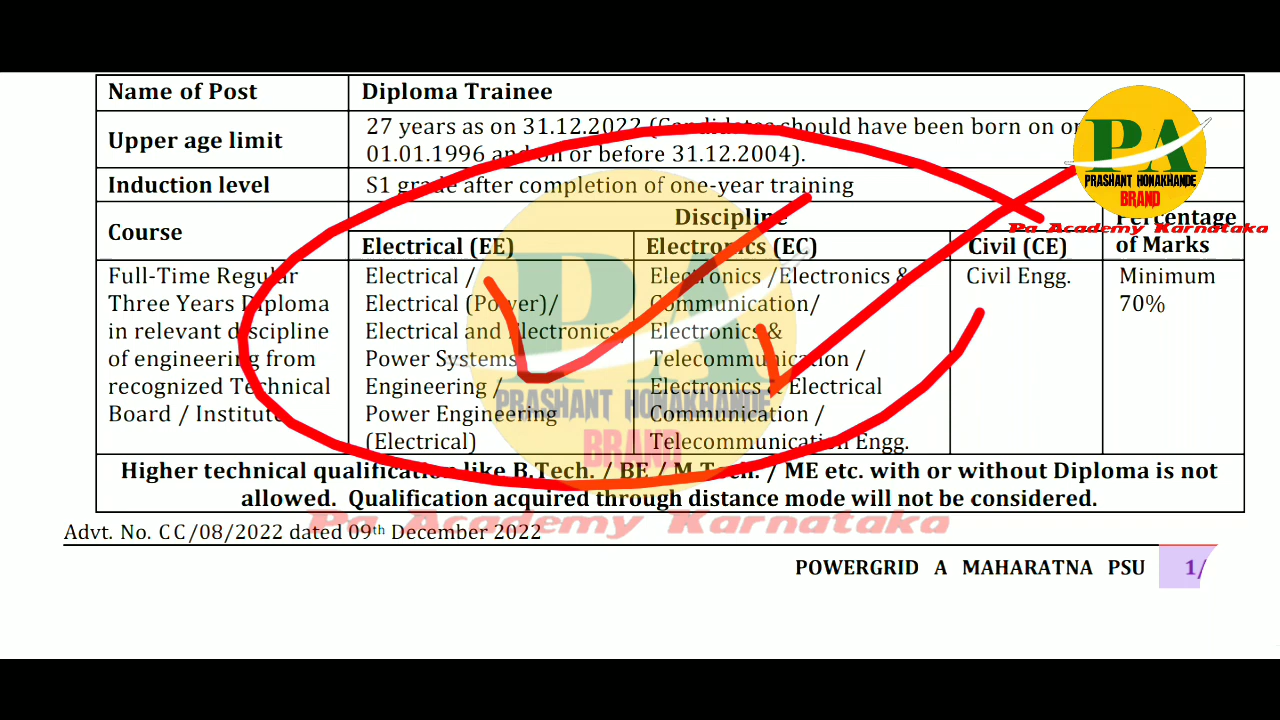 Name of Post Diploma Trainee
Upper age limit 27 years as on 31.12.2022 (Candidates should have been born on or
01.01.1996 and on or before 31.12.2004).
Induction level S1 grade after completion of one-year training
Course Discipline Percentage of Marks
Electrical (EE) Electronics (EC) Civil (CE)
Full-Time Regular
Three Years Diploma
in relevant discipline
of engineering from
recognized Technical
Board / Institute
Electrical /
Electrical (Power)/
Electrical and Electronics
Power Systems
Engineering /
Power Engineering
(Electrical)
Electronics /Electronics &
Communication/
Electronics &
Telecommunication /
Electronics & Electrical
Communication /
Telecommunication Engg.
Civil Engg.
Minimum
70%
Higher technical qualification like B.Tech. / BE / M.Tech. / ME etc. with or without Diploma is not
allowed. Qualification acquired through distance mode will not be considered.
Advt. No. CC/08/2022 dated 09th December 2022
POWERGRID A MAHARATNA PSU 1/
PA
PRASHANT HONAKHANDE
BRAND
Pa Academy Karnataka
PA
PRASHANT HONAKHANDE
BRAND
Pa Academy Karnataka